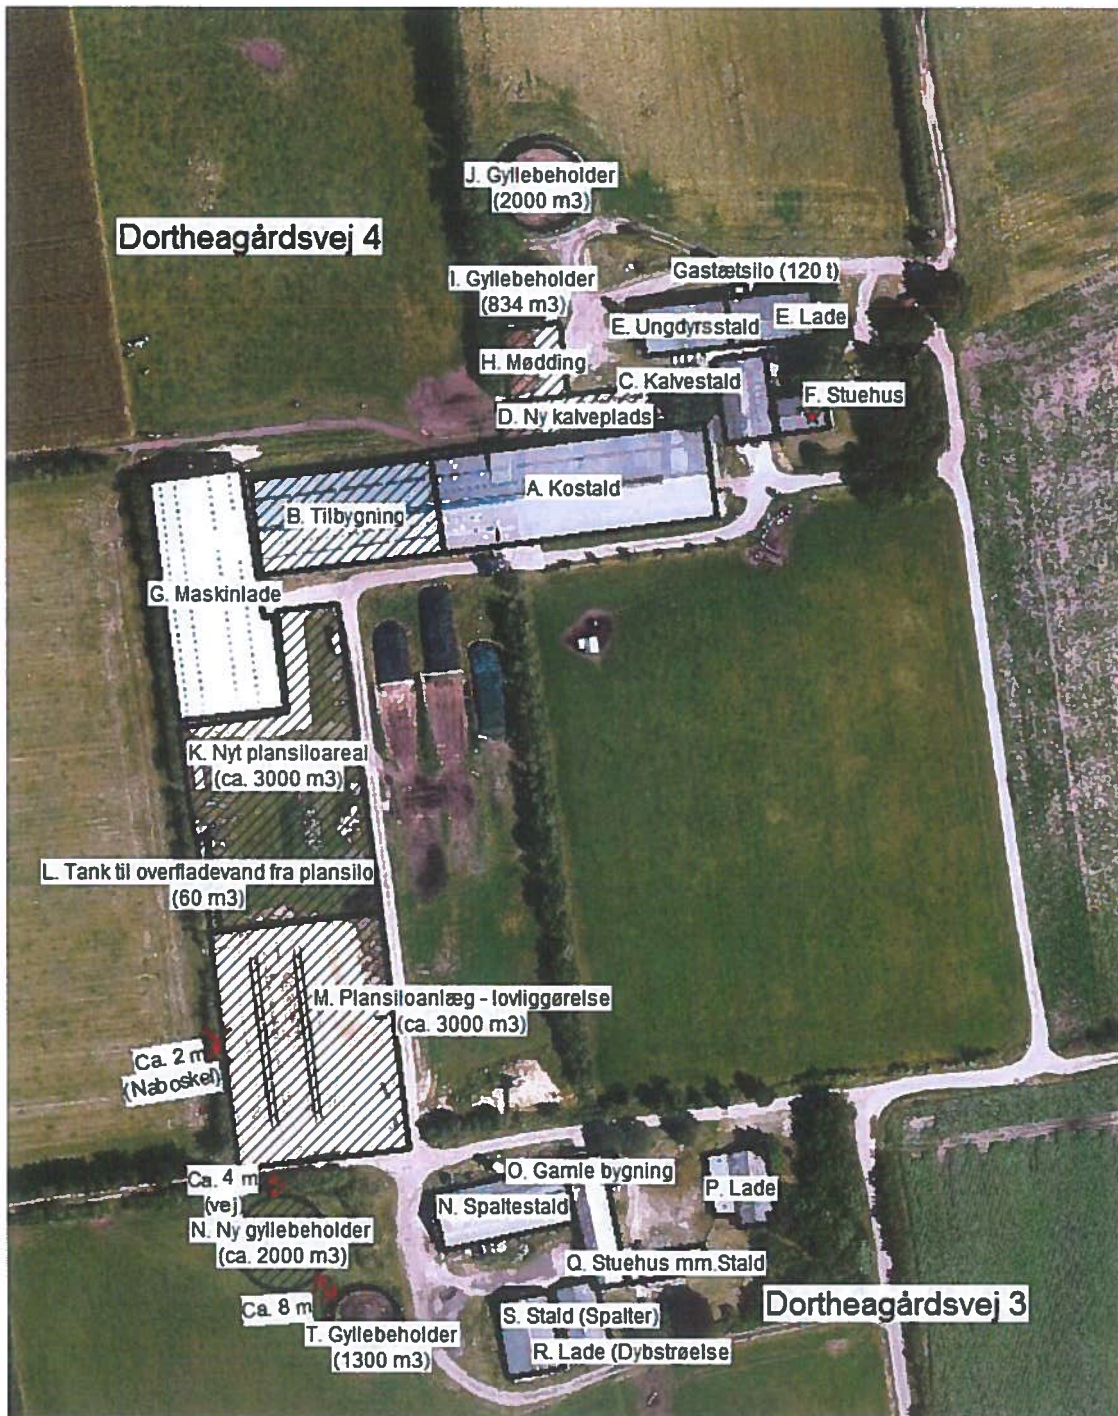 J. Gyllebeholder
(2000 m3)
Dortheagårdsvej 4
I. Gyllebeholder
(834 m3)
Gastætsilo (120 t)
E. Ungdyrsstald
E. Lade
H. Mødding
C. Kalvestald
F. Stuehus
D. Ny kalveplads
A. Kostald
B. Tilbygning
G. Maskinlade
K. Nyt plansiloareal
(ca. 3000 m3)
L. Tank til overfladevand fra plansilo
(60 m3)
M. Plansiloanlæg - lovliggørelse
(ca. 3000 m3)
Ca. 2 m
(Naboskel)
Ca. 4 m
(vej)
N. Ny gyllebeholder
(ca. 2000 m3)
O. Gamle bygning
P. Lade
N. Spaltestald
Q. Stuehus mm.Stald
Ca. 8 m
T. Gyllebeholder
(1300 m3)
S. Stald (Spalter)
R. Lade (Dybstrøelse
Dortheagårdsvej 3